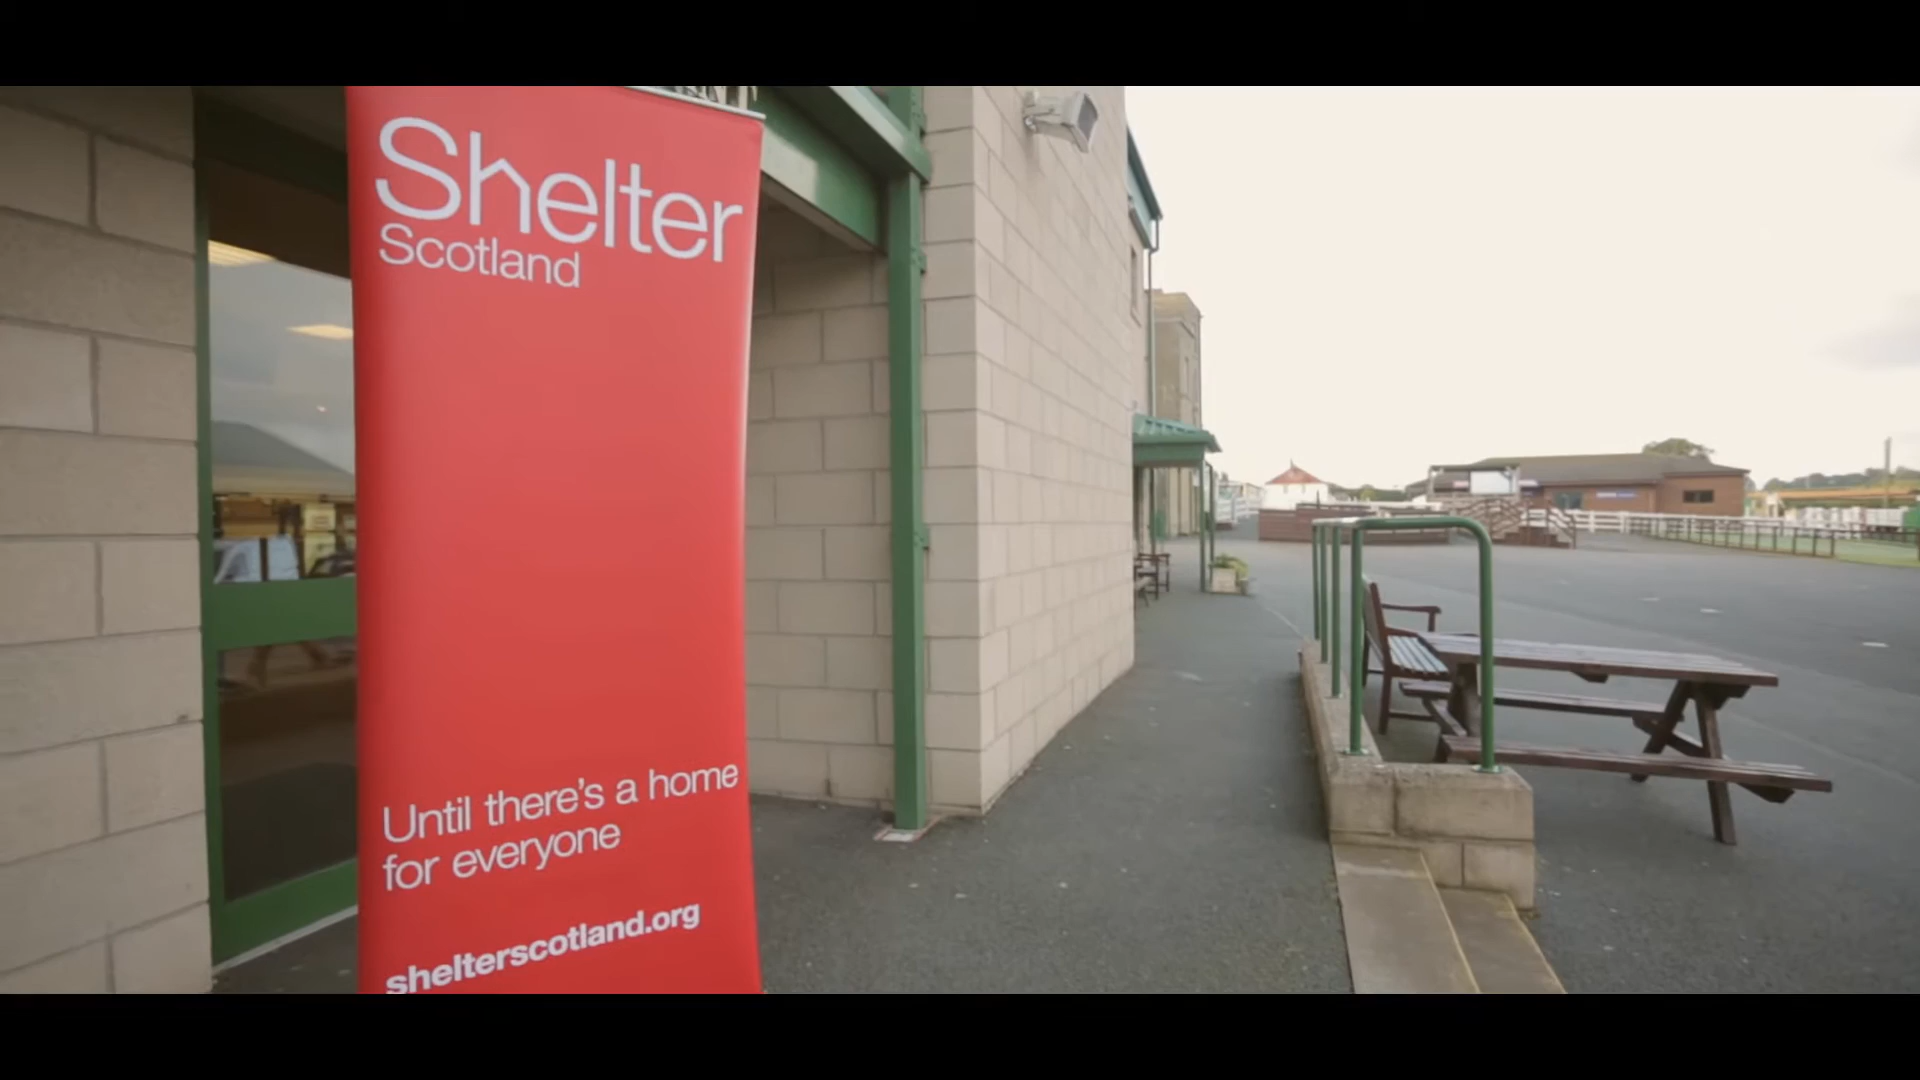 Shelter
Scotland
Until there's a home
for everyone
shelterscotland.org